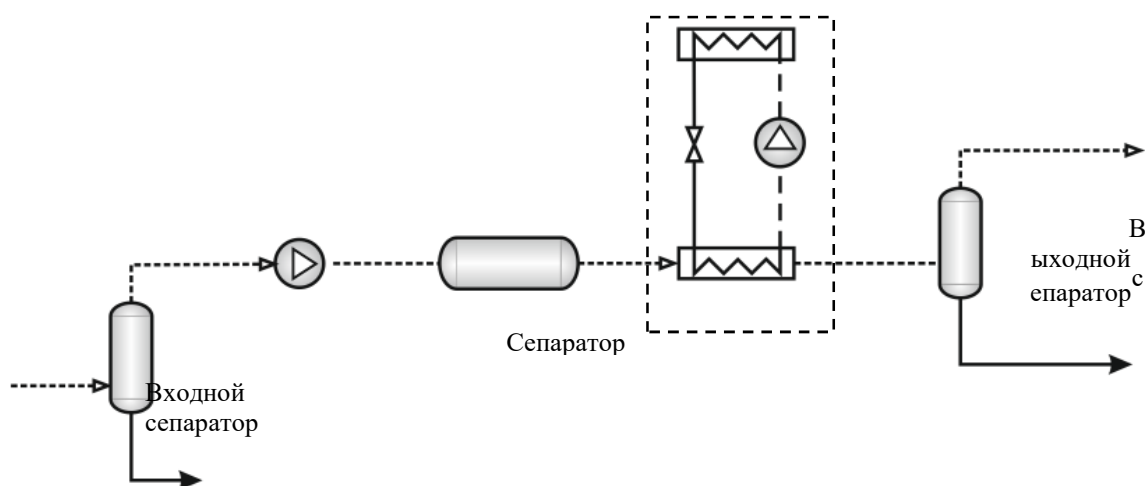 Сепаратор
Входной
сепаратор
В
ыходной
с
епаратор